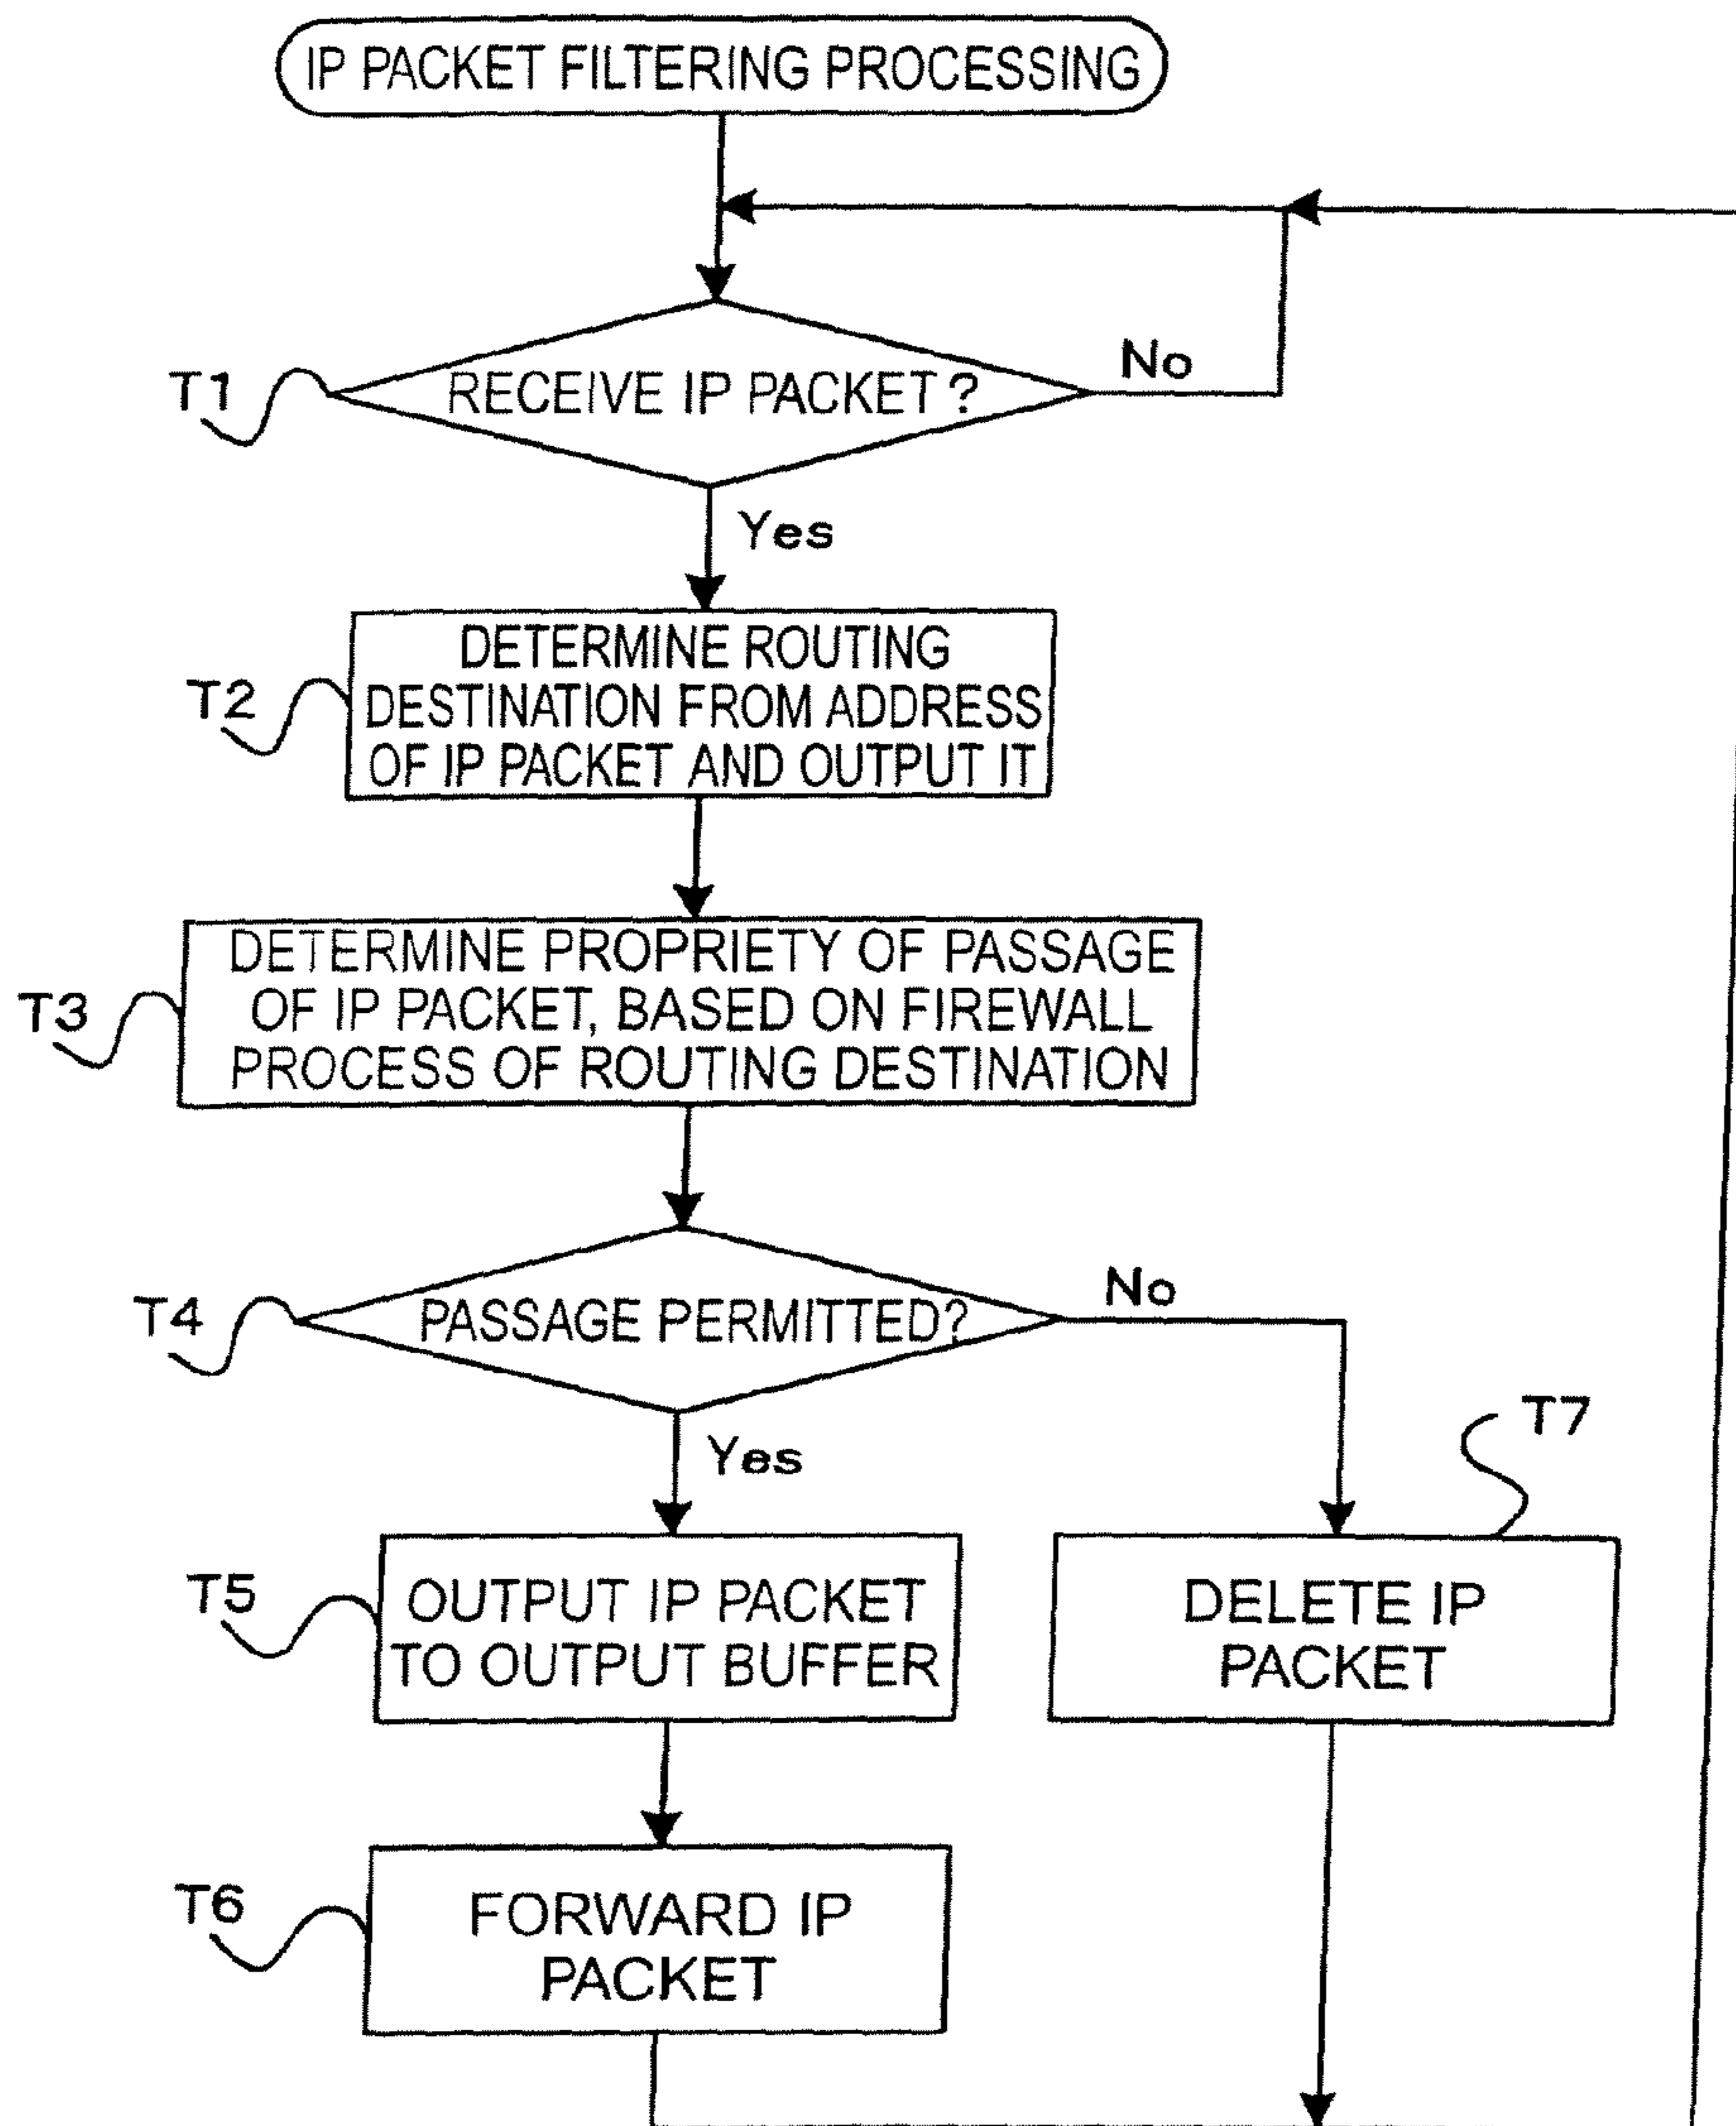 IP PACKET FILTERING PROCESSING
T1
RECEIVE IP PACKET?
No
Yes
T2
DETERMINE ROUTING
DESTINATION FROM ADDRESS
OF IP PACKET AND OUTPUT IT
T3
DETERMINE PROPRIETY OF PASSAGE
OF IP PACKET, BASED ON FIREWALL
PROCESS OF ROUTING DESTINATION
T4
PASSAGE PERMITTED?
No
Yes
T5
OUTPUT IP PACKET
TO OUTPUT BUFFER
T7
DELETE IP
PACKET
T6
FORWARD IP
PACKET